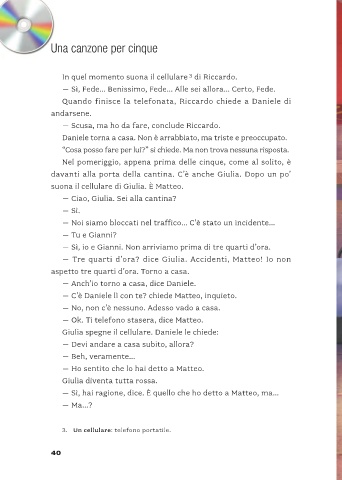 Una canzone per cinque
In quel momento suona il cellulare ³ di Riccardo.
— Sì, Fede... Benissimo, Fede... Alle sei allora... Certo, Fede.
Quando finisce la telefonata, Riccardo chiede a Daniele di
andarsene.
— Scusa, ma ho da fare, conclude Riccardo.
Daniele torna a casa. Non è arrabbiato, ma triste e preoccupato.
"Cosa posso fare per lui?" si chiede. Ma non trova nessuna risposta.
Nel pomeriggio, appena prima delle cinque, come al solito, è
davanti alla porta della cantina. C'è anche Giulia. Dopo un po'
suona il cellulare di Giulia. È Matteo.
— Ciao, Giulia. Sei alla cantina?
— Sì.
— Noi siamo bloccati nel traffico... C'è stato un incidente...
— Tu e Gianni?
— Sì, io e Gianni. Non arriviamo prima di tre quarti d'ora.
— Tre quarti d'ora? dice Giulia. Accidenti, Matteo! Io non
aspetto tre quarti d'ora. Torno a casa.
— Anch'io torno a casa, dice Daniele.
— C'è Daniele lì con te? chiede Matteo, inquieto.
— No, non c'è nessuno. Adesso vado a casa.
— Ok. Ti telefono stasera, dice Matteo.
Giulia spegne il cellulare. Daniele le chiede:
— Devi andare a casa subito, allora?
— Beh, veramente...
— Ho sentito che lo hai detto a Matteo.
Giulia diventa tutta rossa.
— Sì, hai ragione, dice. È quello che ho detto a Matteo, ma...
— Ma...?
3. Un cellulare: telefono portatile.
40